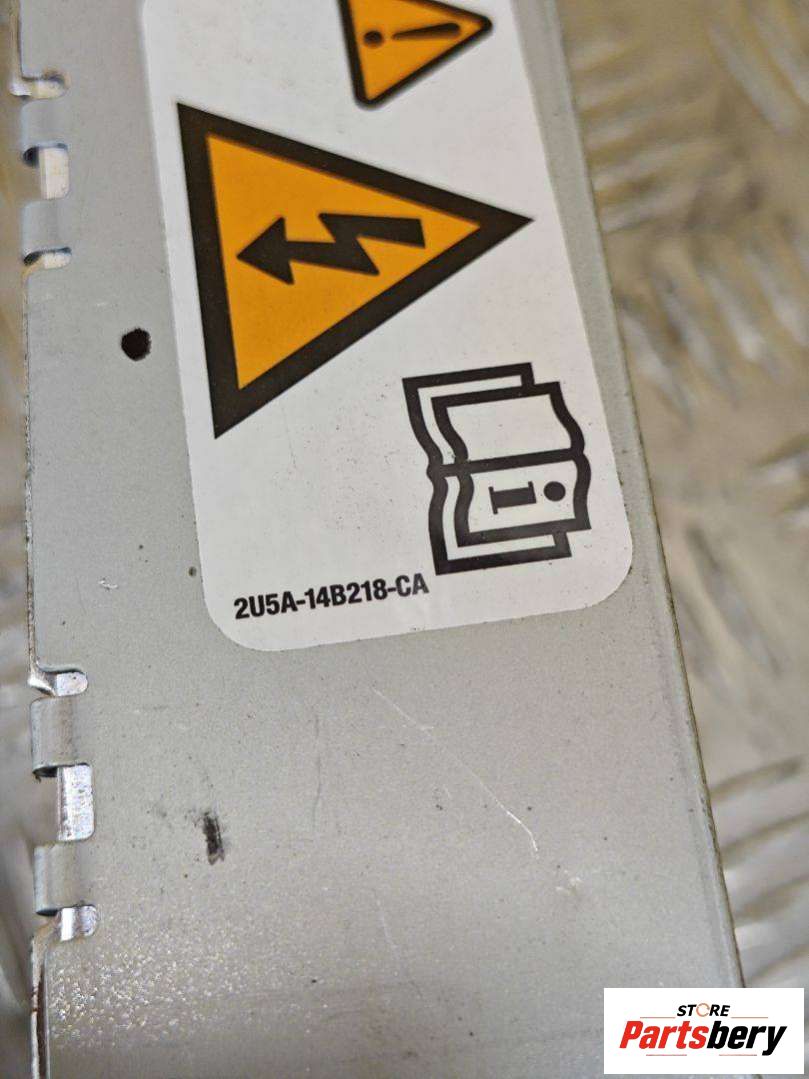 !
i
2U5A-14B218-CA
STORE
Partsbery